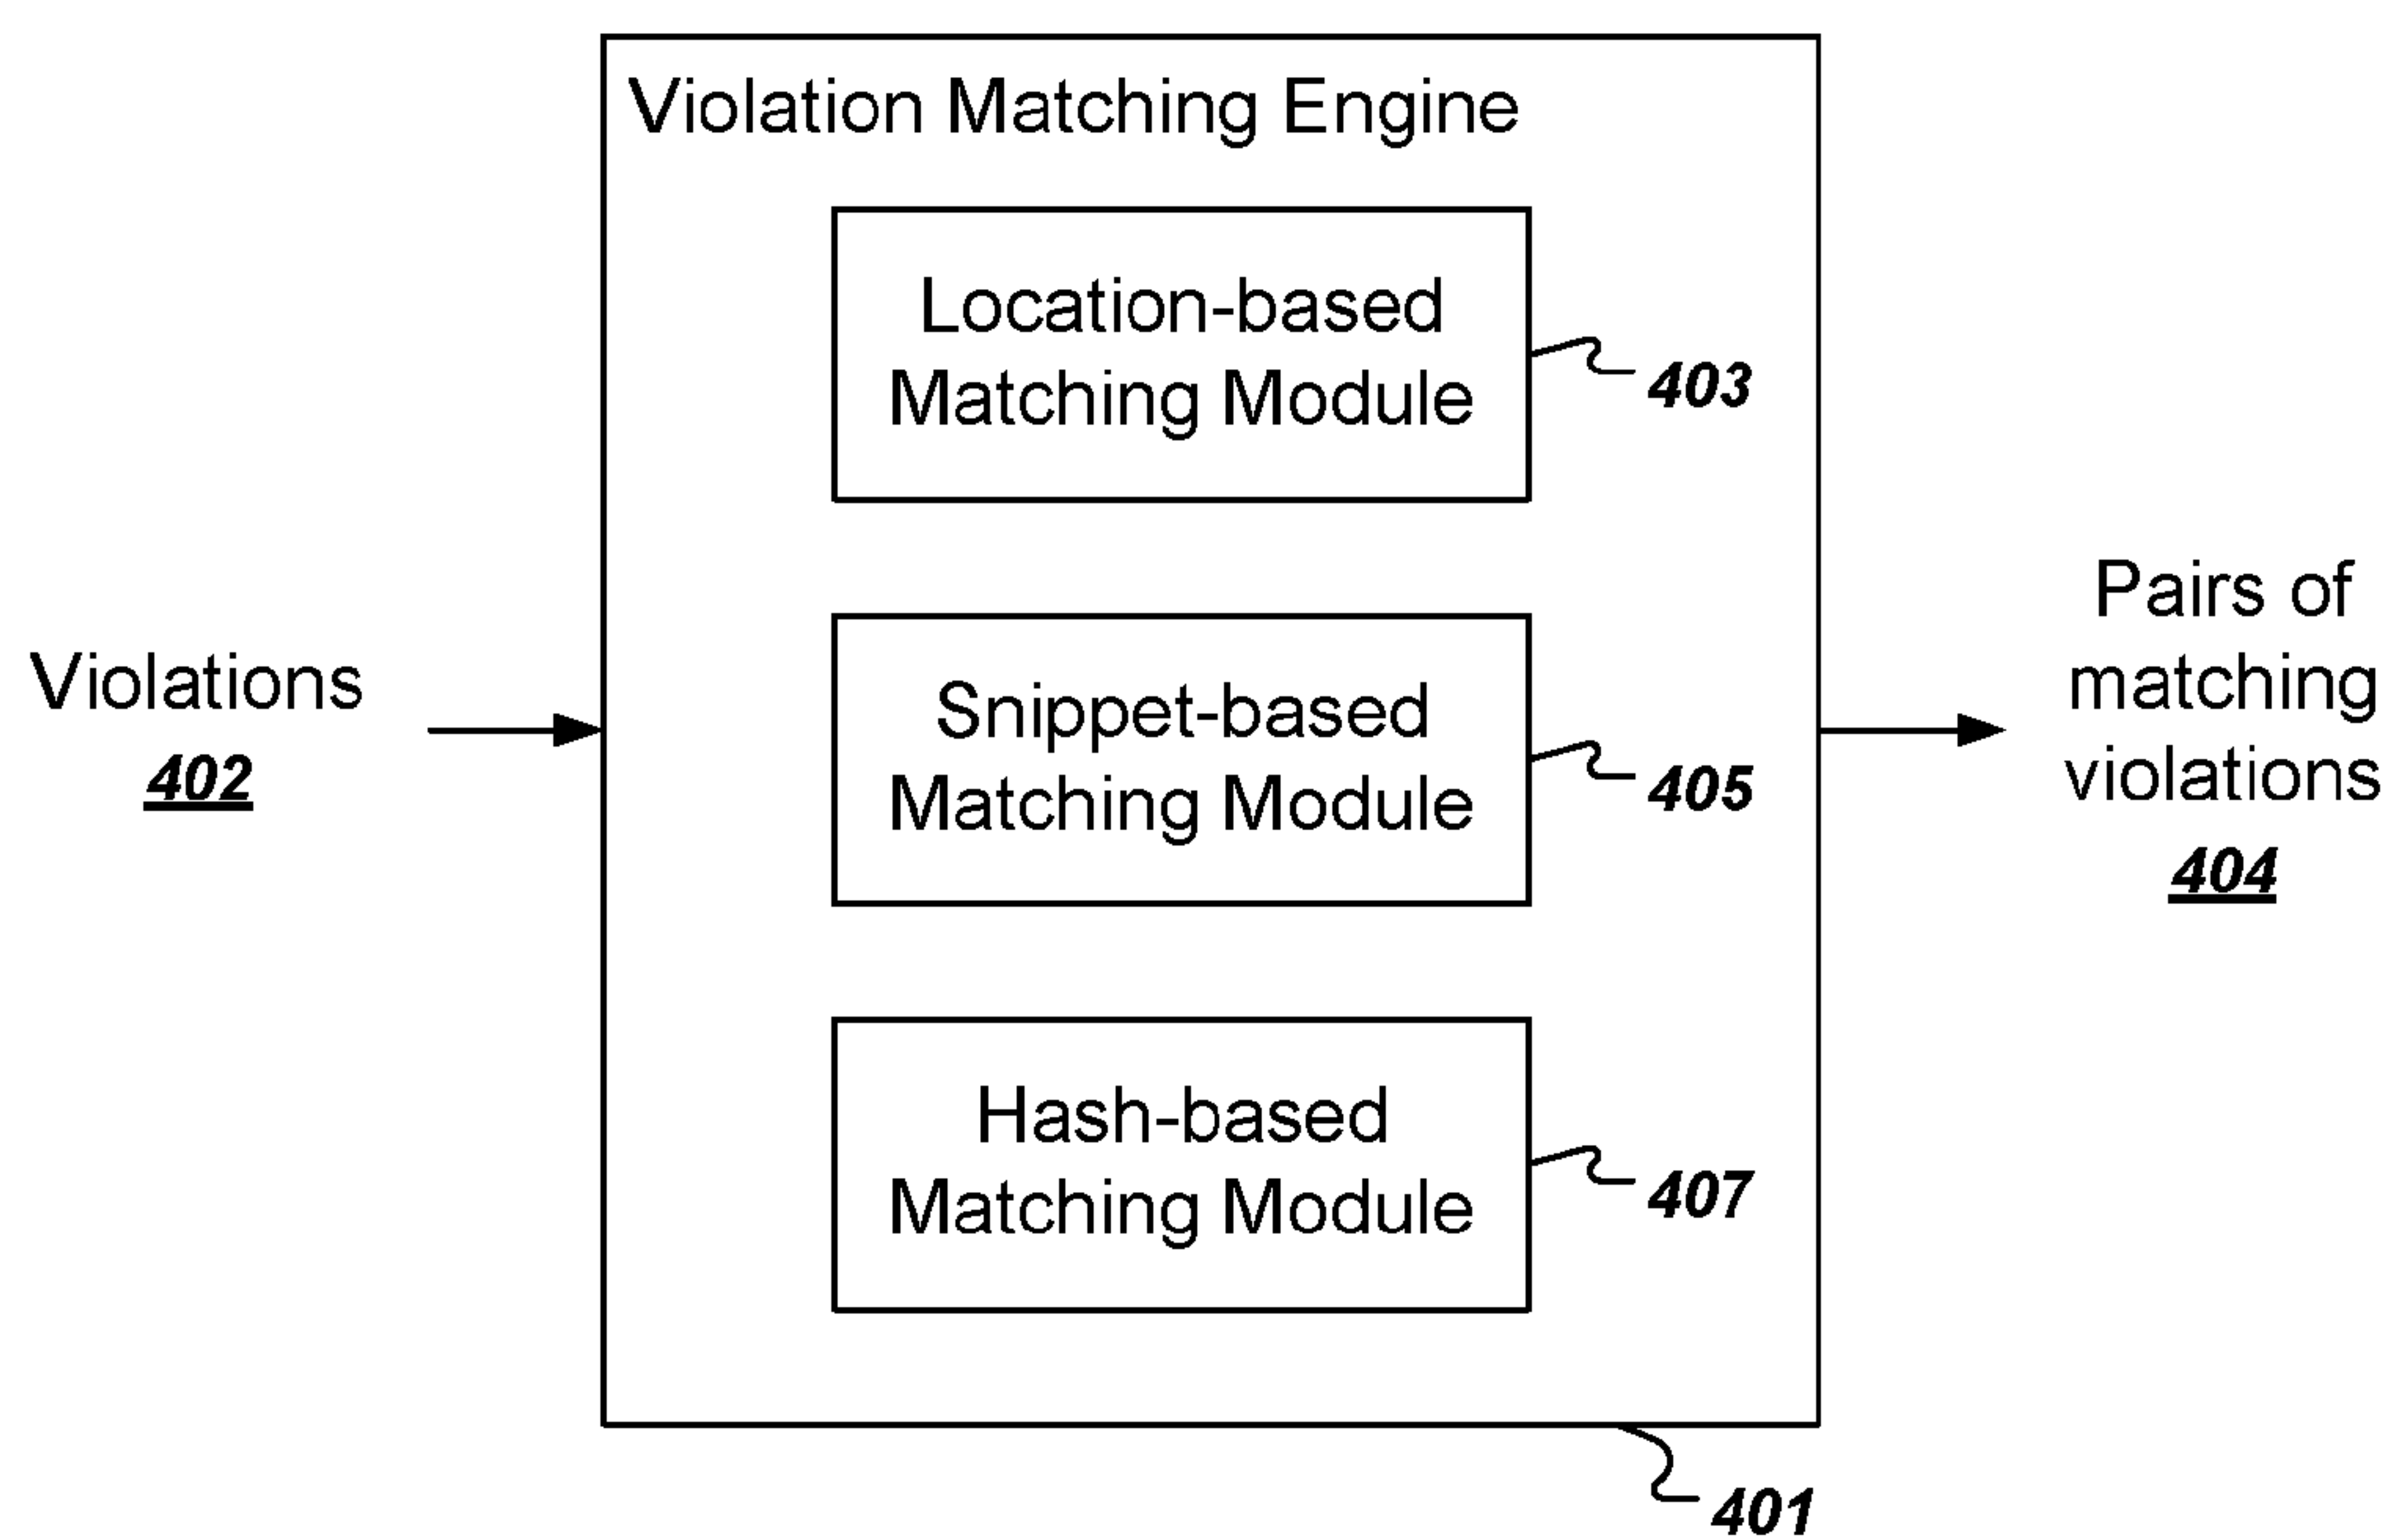 Violation Matching Engine
Location-based
Matching Module
403
Violations
402
Snippet-based
Matching Module
405
Pairs of
matching
violations
404
Hash-based
Matching Module
407
401